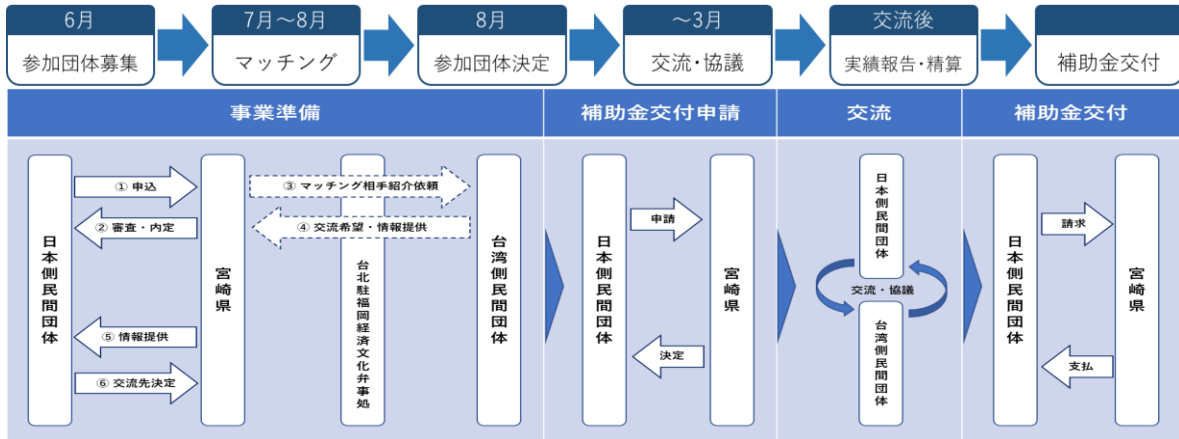 6月
参加団体募集
7月～8月
マッチング
8月
参加団体決定
～3月
交流・協議
交流後
実績報告・精算
補助金交付
事業準備
補助金交付申請
交流
補助金交付
日本側民間団体
① 申込
② 審査・内定
⑤ 情報提供
⑥ 交流先決定
宮崎県
③ マッチング相手紹介依頼
④ 交流希望・情報提供
台北駐福岡経済文化弁事処
台湾側民間団体
日本側民間団体
申請
決定
宮崎県
日本側民間団体
交流・協議
台湾側民間団体
日本側民間団体
請求
支払
宮崎県